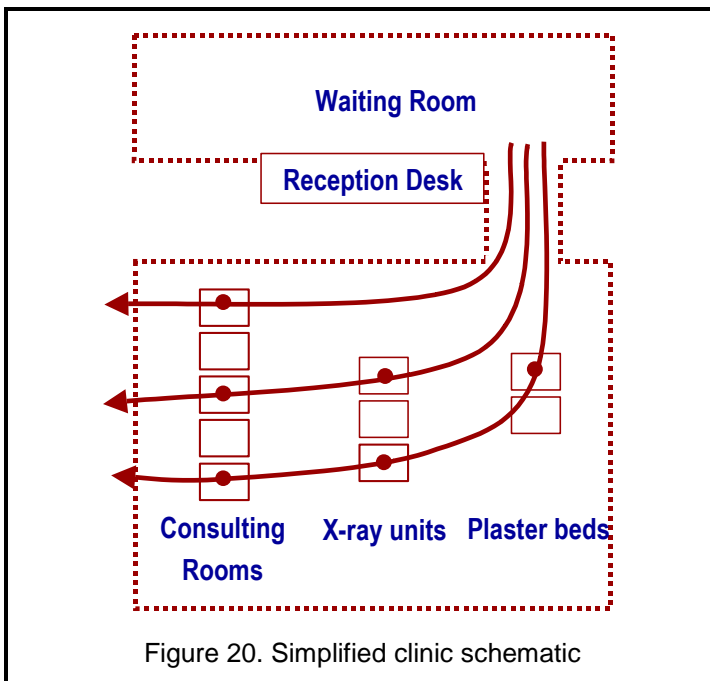 Waiting Room
Reception Desk
Consulting
Rooms
X-ray units
Plaster beds
Figure 20. Simplified clinic schematic